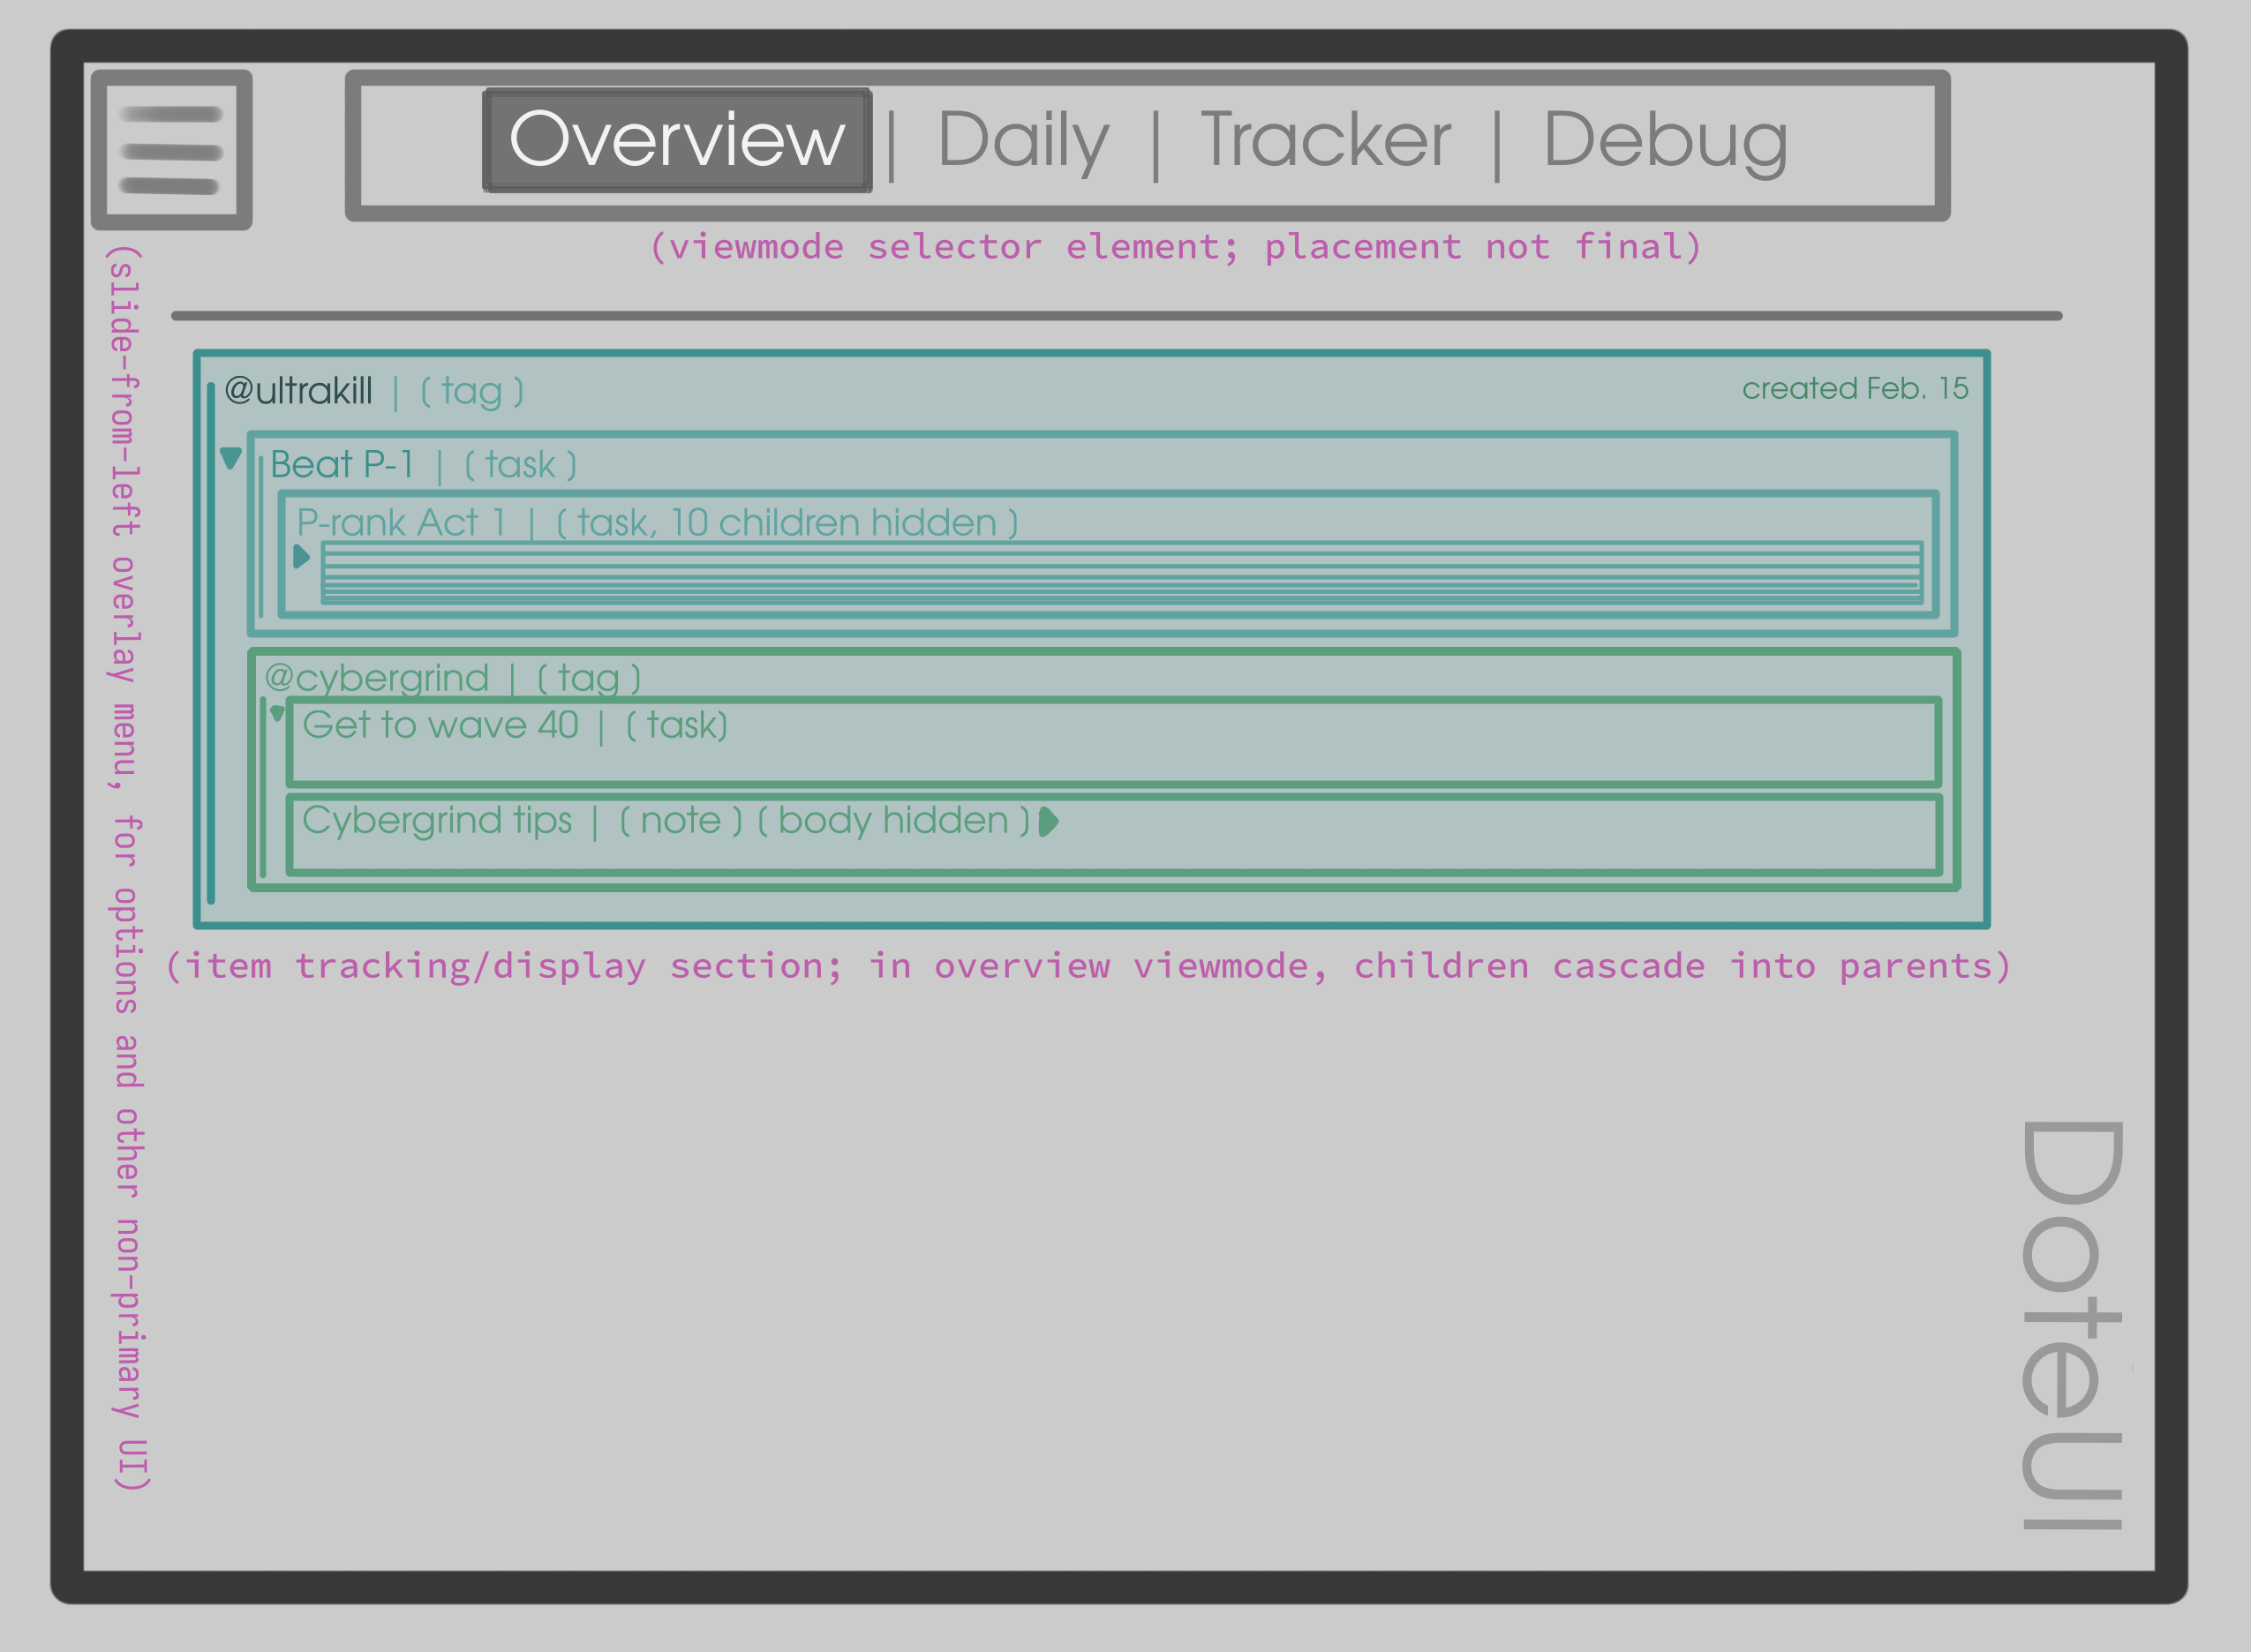 Overview | Daily | Tracker | Debug
(viewmode selector element; placement not final)
(slide-from-left overlay menu, for options and other non-primary UI)
@ultrakill | ( tag )
created Feb. 15
Beat P-1 | ( task )
P-rank Act 1 | ( task, 10 children hidden )
@cybergrind | ( tag )
Get to wave 40 | ( task)
Cybergrind tips | ( note ) ( body hidden )
(item tracking/display section; in overview viewmode, children cascade into parents)
DoteUI